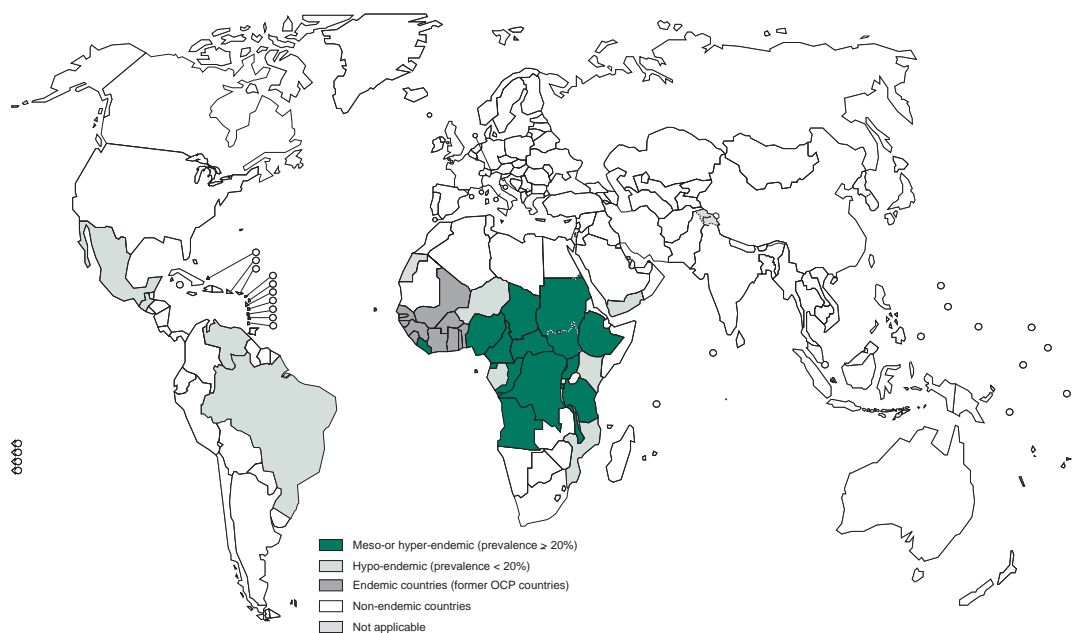 Meso-or hyper-endemic (prevalence ≥ 20%)
Hypo-endemic (prevalence < 20%)
Endemic countries (former OCP countries)
Non-endemic countries
Not applicable